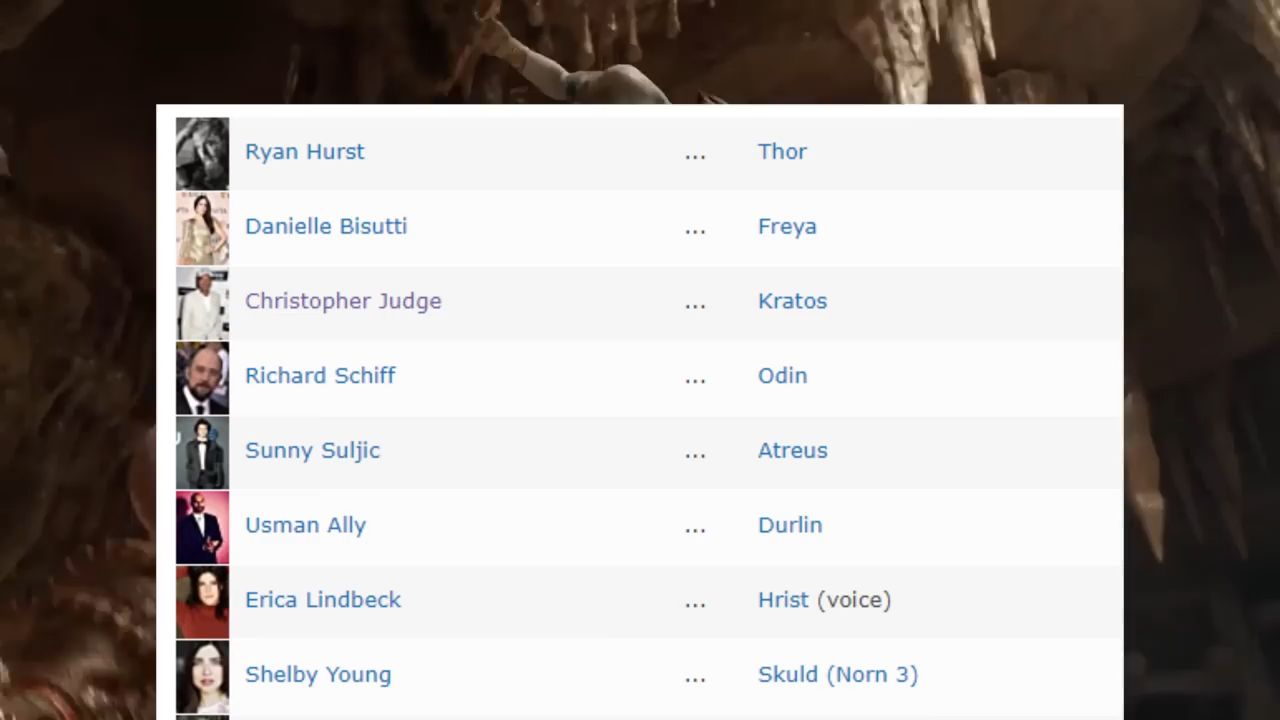 Ryan Hurst ... Thor
Danielle Bisutti ... Freya
Christopher Judge ... Kratos
Richard Schiff ... Odin
Sunny Suljic ... Atreus
Usman Ally ... Durlin
Erica Lindbeck ... Hrist (voice)
Shelby Young ... Skuld (Norn 3)